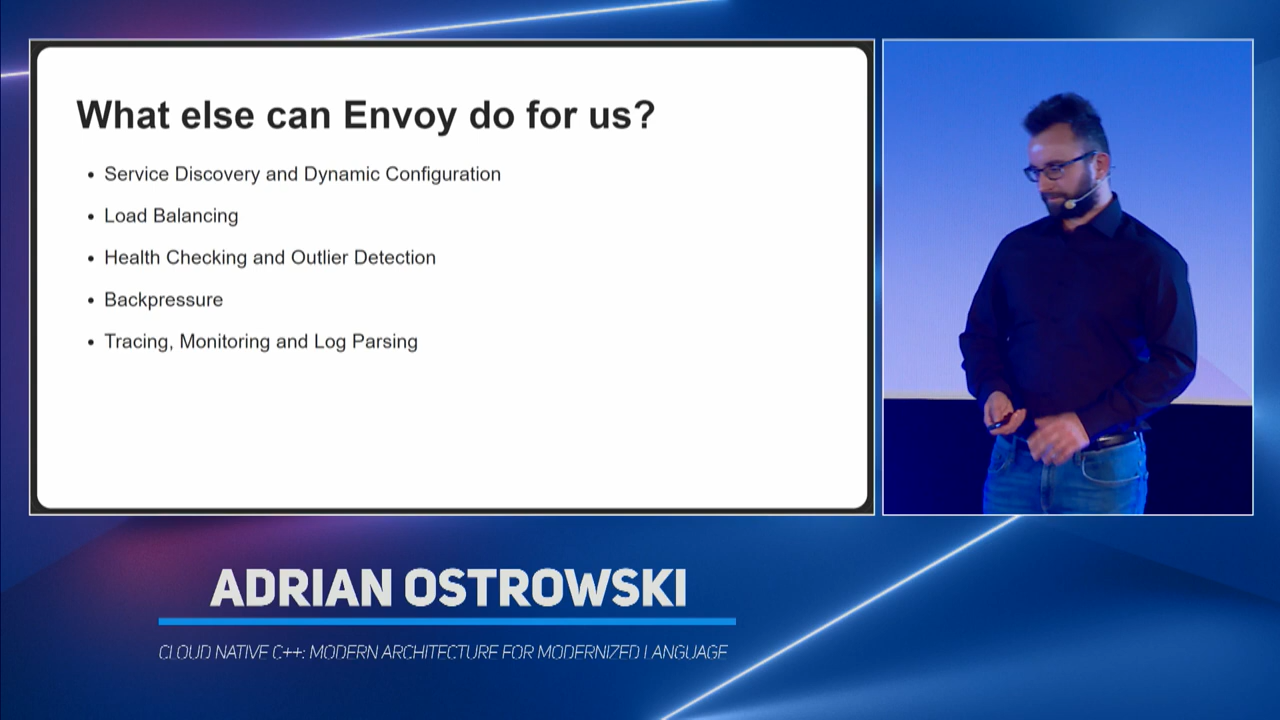 What else can Envoy do for us?
• Service Discovery and Dynamic Configuration
• Load Balancing
• Health Checking and Outlier Detection
• Backpressure
• Tracing, Monitoring and Log Parsing
ADRIAN OSTROWSKI
CLOUD NATIVE C++: MODERN ARCHITECTURE FOR MODERNIZED LANGUAGE